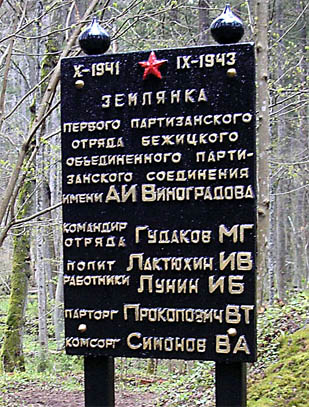 X-1941 IX-1943
ЗЕМЛЯНКА
ПЕРВОГО ПАРТИЗАНСКОГО
ОТРЯДА БЕЖИЦКОГО
ОБЪЕДИНЕННОГО ПАРТИ-
ЗАНСКОГО СОЕДИНЕНИЯ
ИМЕНИ АИ ВИНОГРАДОВА
КОМАНДИР
ОТРЯДА ГУДАКОВ МГ
ПОЛИТ ЛАКТЮХИН ИВ
РАБОТНИКИ ЛУНИН ИБ
ПАРТОРГ ПРОКОПОВИЧ ВТ
КОМСОРГ СИМОНОВ ВА